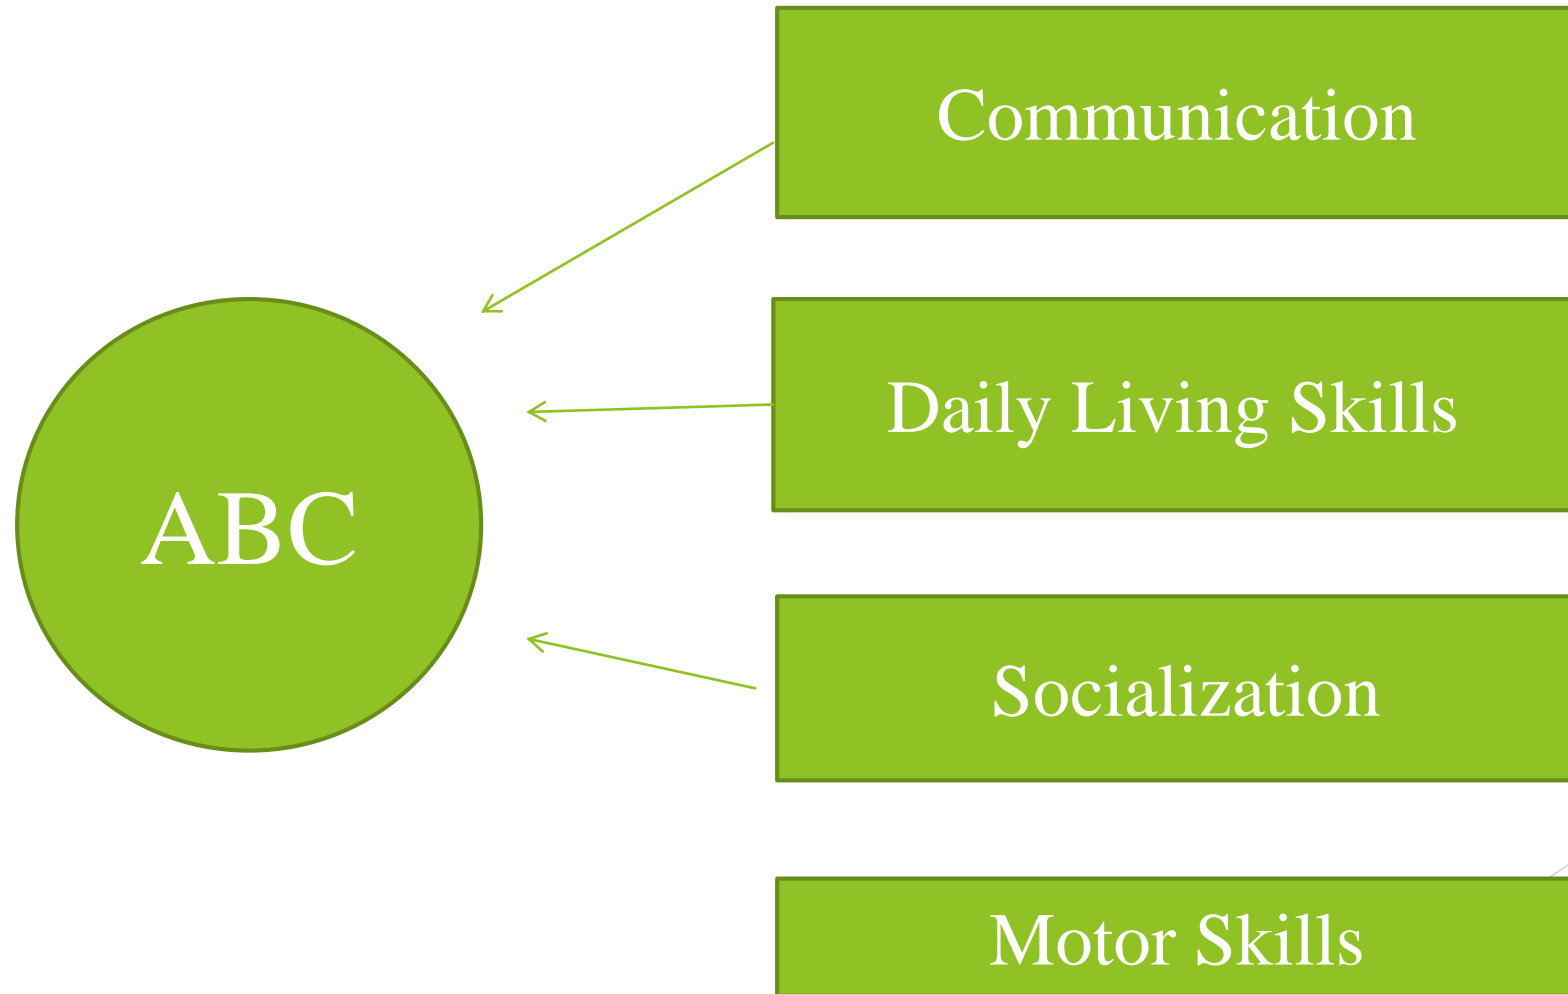 Communication
Daily Living Skills
ABC
Socialization
Motor Skills